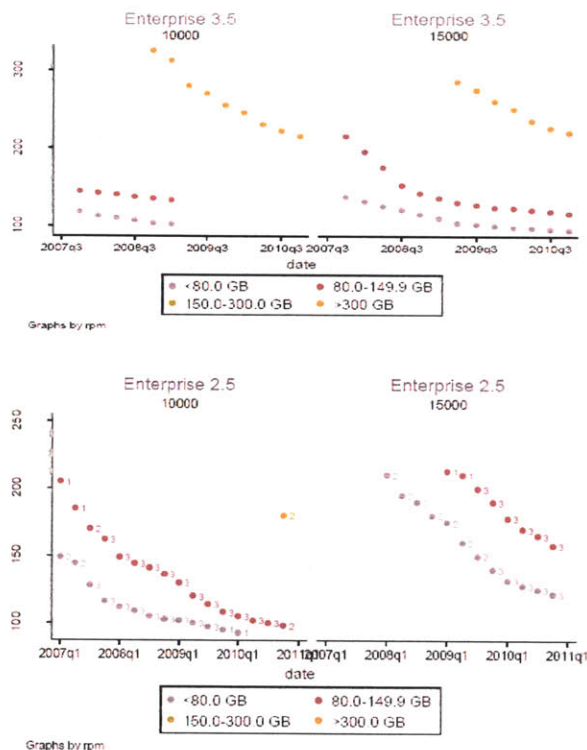 Enterprise 3.5 Enterprise 3.5
10000 15000
300
200
100
2007q3 2008q3 2009q3 2010q3 2007q3 2008q3 2009q3 2010q3
date
<80.0 GB 80.0-149.9 GB
150.0-300.0 GB >300 GB
Graphs by rpm
Enterprise 2.5 Enterprise 2.5
10000 15000
250
200
150
100
2007q1 2008q1 2009q1 2010q1 2007q1 2008q1 2009q1 2010q1 2011q1
date
<80.0 GB 80.0-149.9 GB
150.0-300.0 GB >300.0 GB
Graphs by rpm